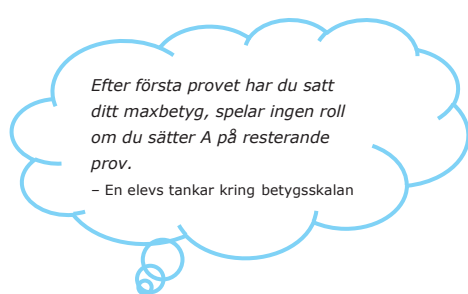 Efter första provet har du satt
ditt maxbetyg, spelar ingen roll
om du sätter A på resterande
prov.
– En elevs tankar kring betygsskalan